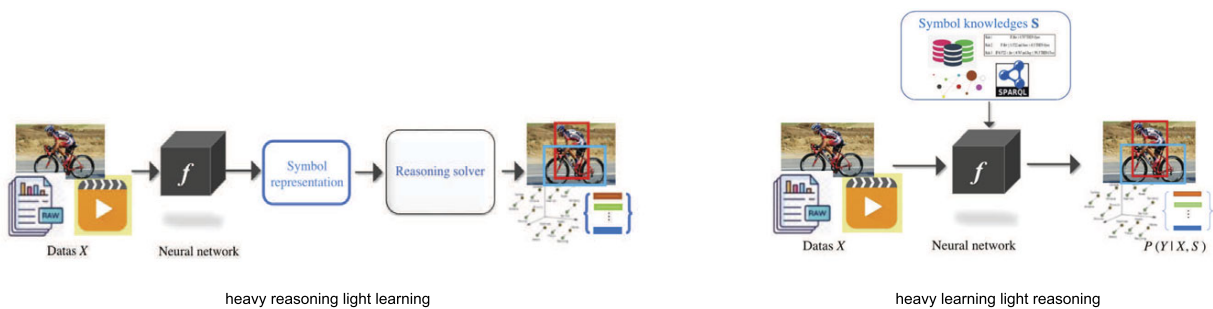 Symbol knowledges S
SPARQL
f
Symbol
representation
Reasoning solver
RAW
Datas X
Neural network
f
RAW
Datas X
Neural network
P (Y | X, S )
heavy reasoning light learning
heavy learning light reasoning